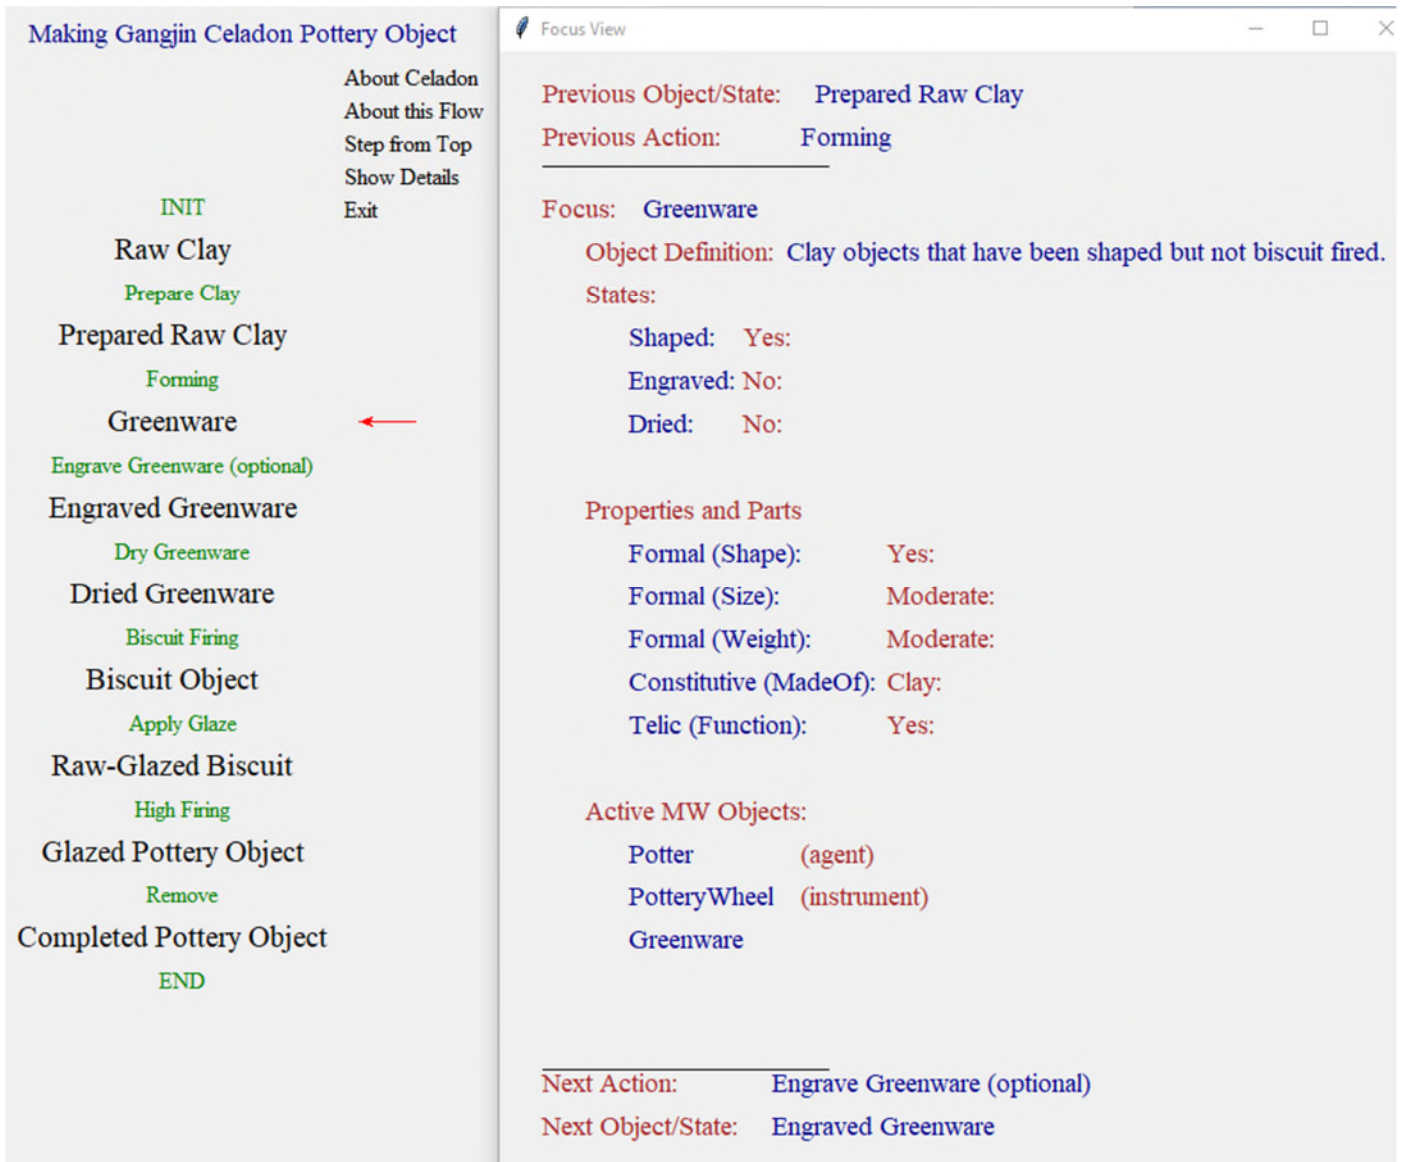 Making Gangjin Celadon Pottery Object
About Celadon
About this Flow
Step from Top
Show Details
Exit
INIT
Raw Clay
Prepare Clay
Prepared Raw Clay
Forming
Greenware
Engrave Greenware (optional)
Engraved Greenware
Dry Greenware
Dried Greenware
Biscuit Firing
Biscuit Object
Apply Glaze
Raw-Glazed Biscuit
High Firing
Glazed Pottery Object
Remove
Completed Pottery Object
END
Focus View
Previous Object/State: Prepared Raw Clay
Previous Action: Forming
Focus: Greenware
Object Definition: Clay objects that have been shaped but not biscuit fired.
States:
Shaped: Yes:
Engraved: No:
Dried: No:
Properties and Parts
Formal (Shape): Yes:
Formal (Size): Moderate:
Formal (Weight): Moderate:
Constitutive (MadeOf): Clay:
Telic (Function): Yes:
Active MW Objects:
Potter (agent)
PotteryWheel (instrument)
Greenware
Next Action: Engrave Greenware (optional)
Next Object/State: Engraved Greenware